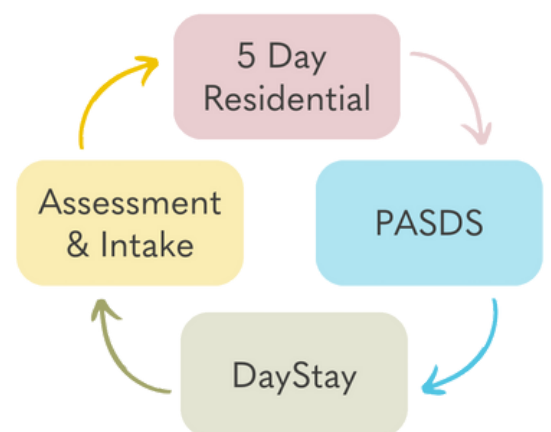 5 Day
Residential
Assessment
& Intake
PASDS
DayStay